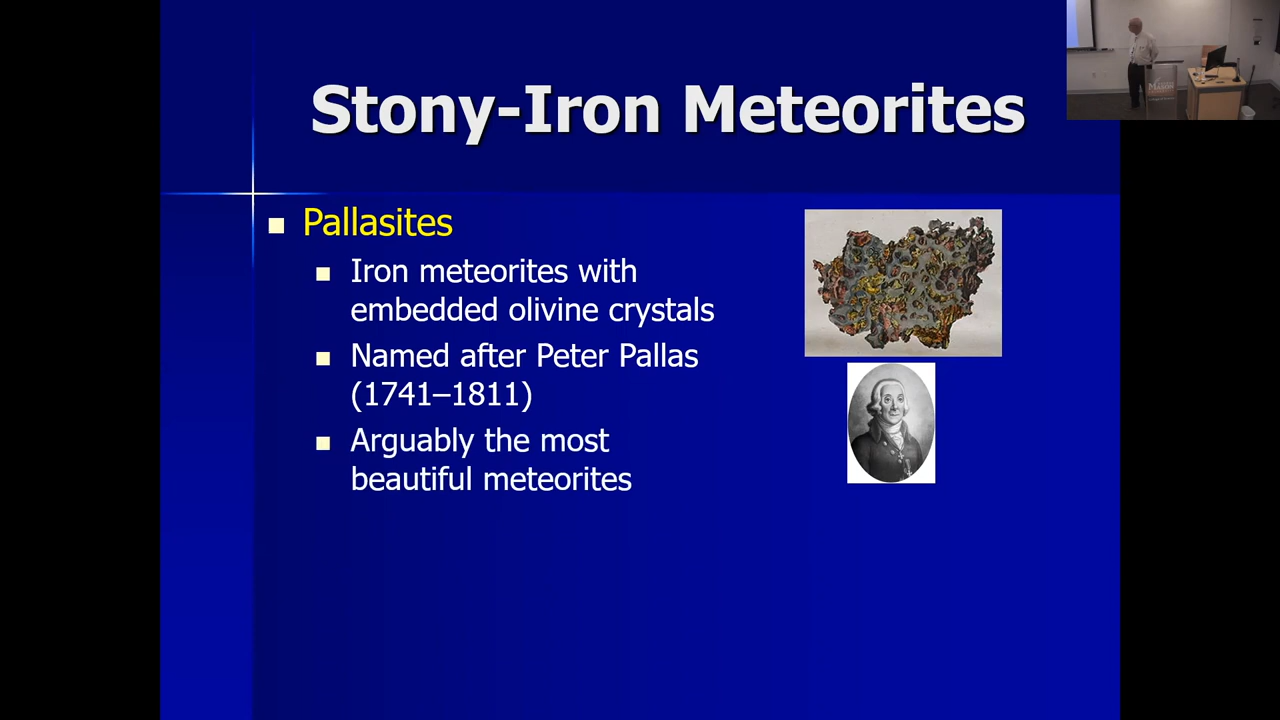 Stony-Iron Meteorites
Pallasites
Iron meteorites with
embedded olivine crystals
Named after Peter Pallas
(1741–1811)
Arguably the most
beautiful meteorites